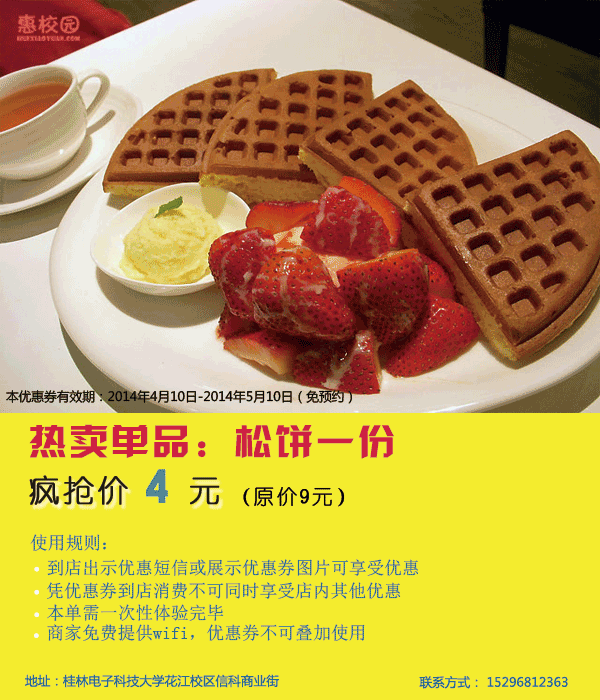 惠校园
HUIXIAOYUAN.COM
本优惠券有效期：2014年4月10日-2014年5月10日（免预约）
热卖单品：松饼一份
疯抢价 4 元（原价9元）
使用规则：
到店出示优惠短信或展示优惠券图片可享受优惠
凭优惠券到店消费不可同时享受店内其他优惠
本单需一次性体验完毕
商家免费提供wifi，优惠券不可叠加使用
地址：桂林电子科技大学花江校区信科商业街
联系方式： 15296812363